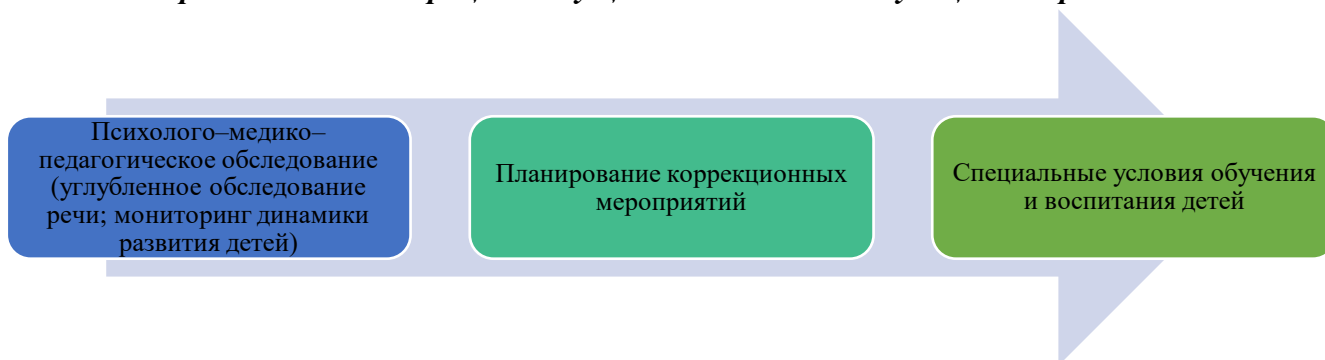 Психолого–медико–
педагогическое обследование
(углубленное обследование
речи; мониторинг динамики
развития детей)
Планирование коррекционных
мероприятий
Специальные условия обучения
и воспитания детей